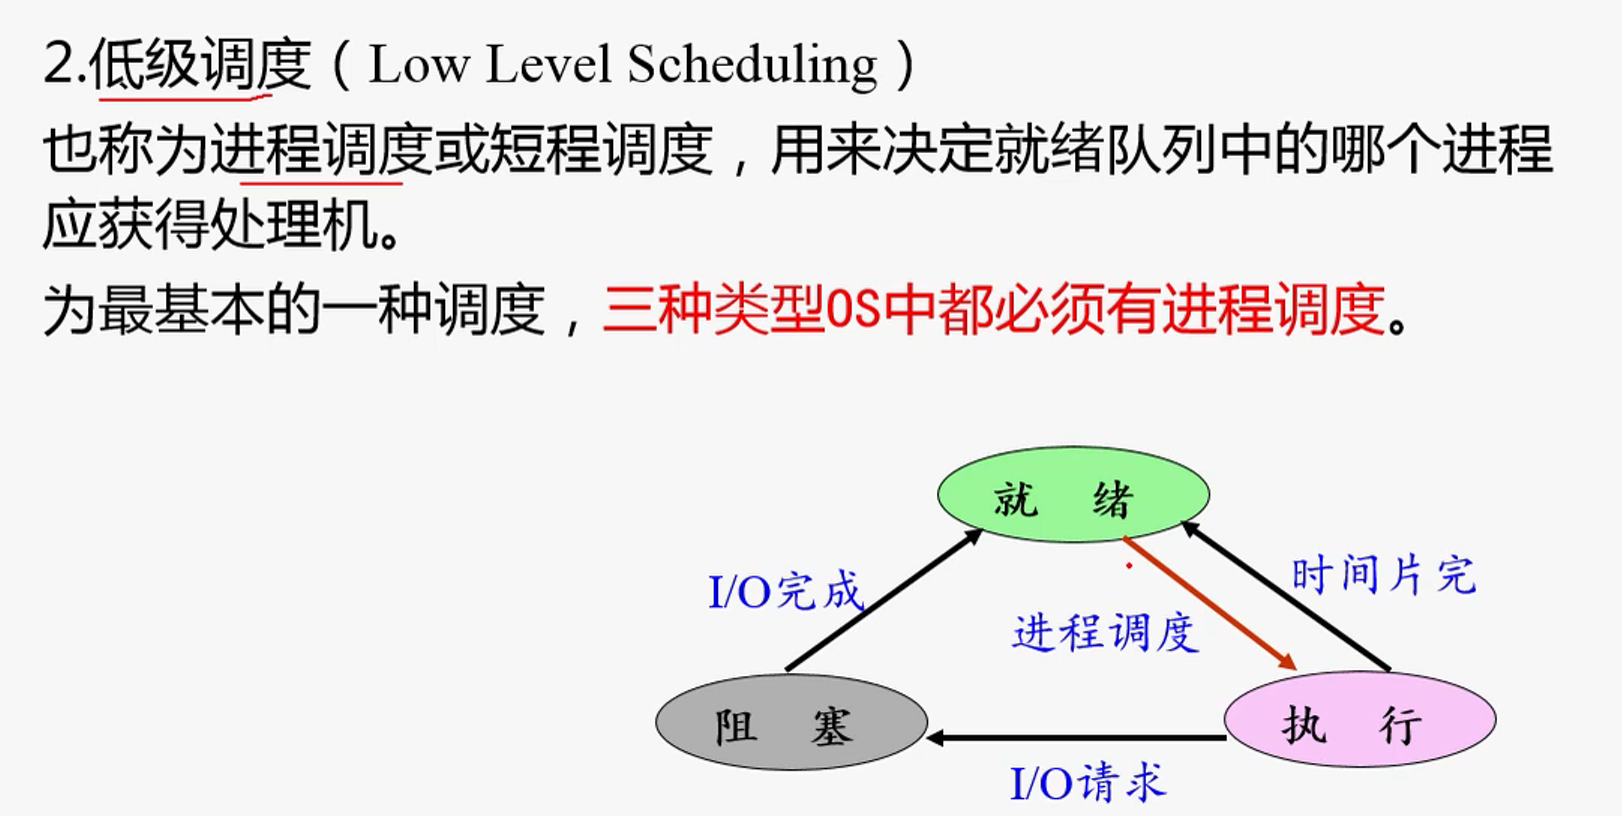 2.低级调度（Low Level Scheduling）
也称为进程调度或短程调度，用来决定就绪队列中的哪个进程
应获得处理机。
为最基本的一种调度，三种类型OS中都必须有进程调度。
就 绪
I/O完成
时间片完
进程调度
阻 塞
执 行
I/O请求